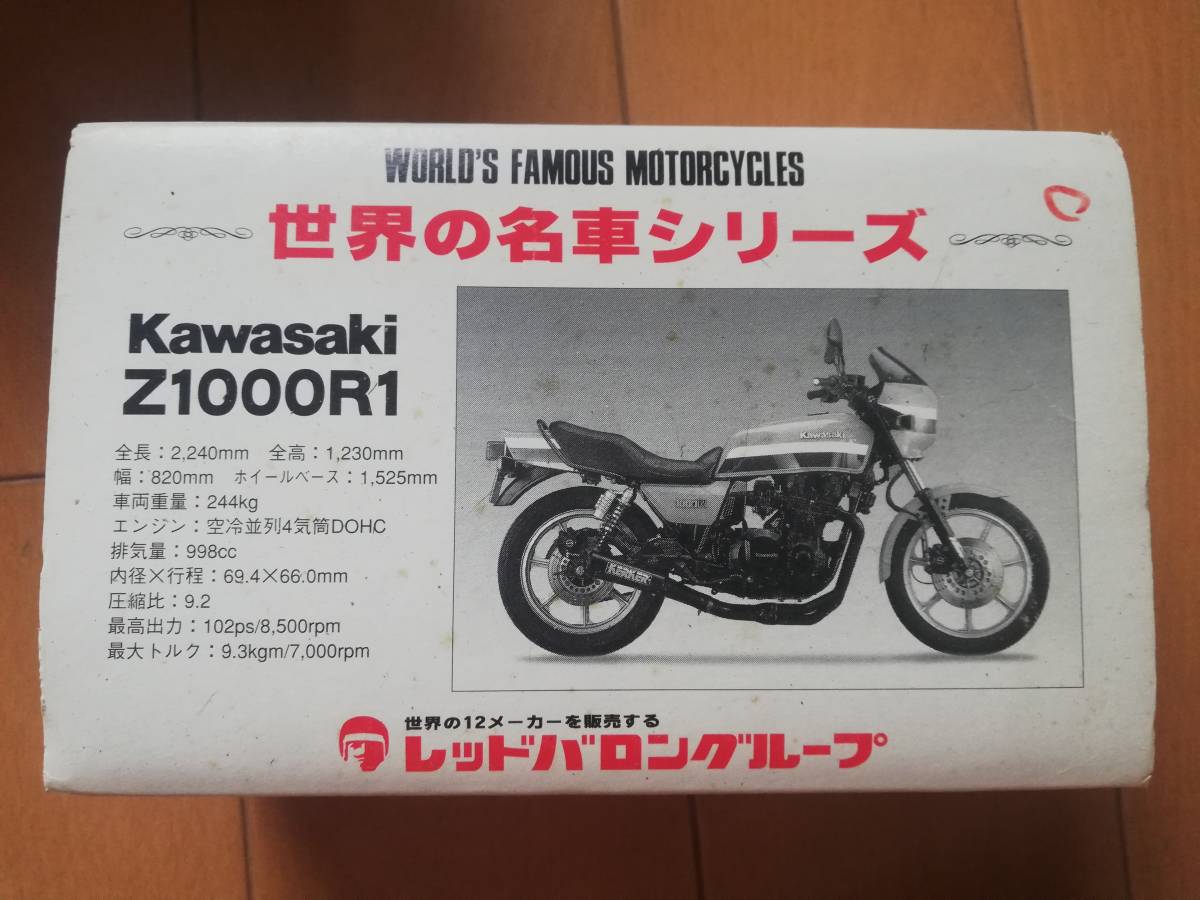 WORLD'S FAMOUS MOTORCYCLES
世界の名車シリーズ
Kawasaki
Z1000R1
全長：2,240mm 全高：1,230mm
幅：820mm ホイールベース：1,525mm
車両重量：244kg
エンジン：空冷並列4気筒DOHC
排気量：998cc
内径×行程：69.4×66.0mm
圧縮比：9.2
最高出力：102ps/8,500rpm
最大トルク：9.3kgm/7,000rpm
Kawasaki
Kawasaki
KERKER
世界の12メーカーを販売する
レッドバロングループ